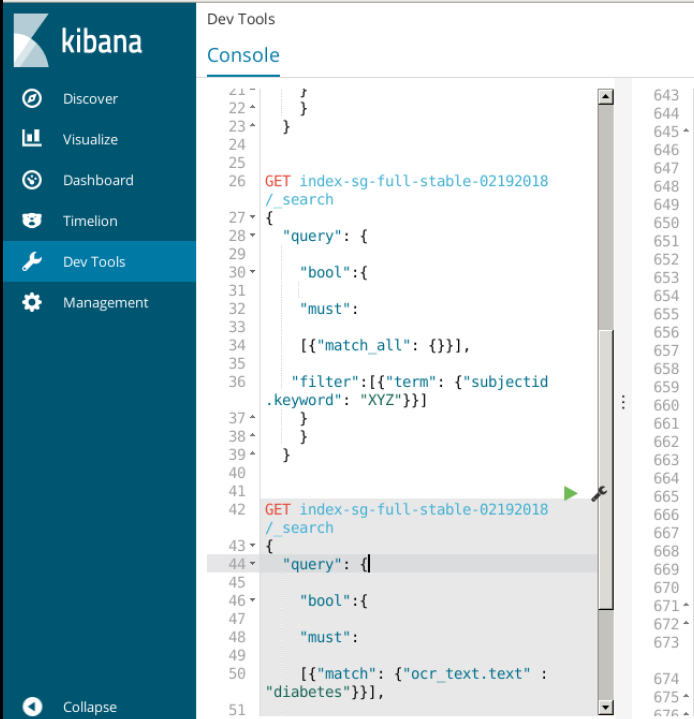 kibana
Discover
Visualize
Dashboard
Timelion
Dev Tools
Management
Collapse
Dev Tools
Console
21 }
22 }
23 }
24
25
26 GET index-sg-full-stable-02192018
/_search
27 {
28 "query": {
29
30 "bool":{
31
32 "must":
33
34 [{"match_all": {}}],
35
36 "filter":[{"term": {"subjectid
.keyword": "XYZ"}}]
37 }
38 }
39 }
40
41
42 GET index-sg-full-stable-02192018
/_search
43 {
44 "query": {
45
46 "bool":{
47
48 "must":
49
50 [{"match": {"ocr_text.text" :
"diabetes"}}],
51
643
644
645
646
647
648
649
650
651
652
653
654
655
656
657
658
659
660
661
662
663
664
665
666
667
668
669
670
671
672
673
674
675
676